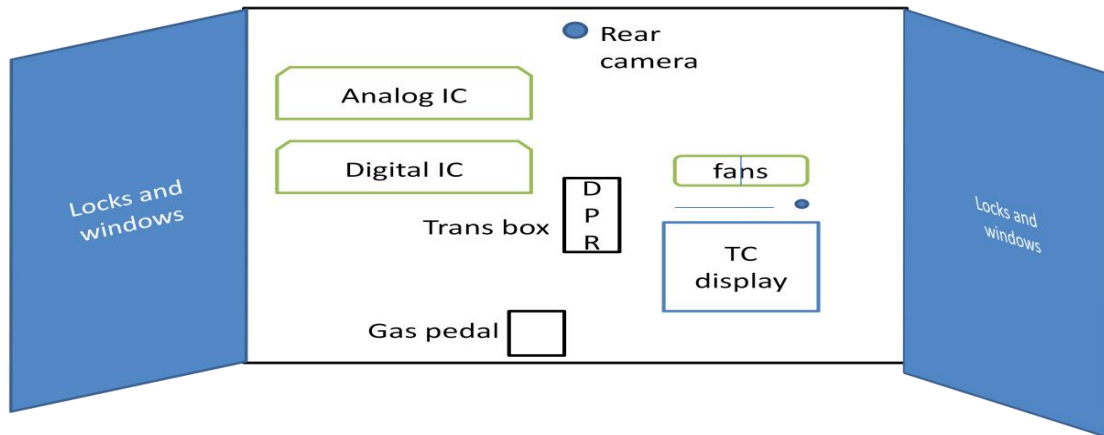 Rear
camera
Analog IC
Digital IC
Locks and
windows
fans
D
P
R
Trans box
TC
display
Gas pedal
Locks and
windows